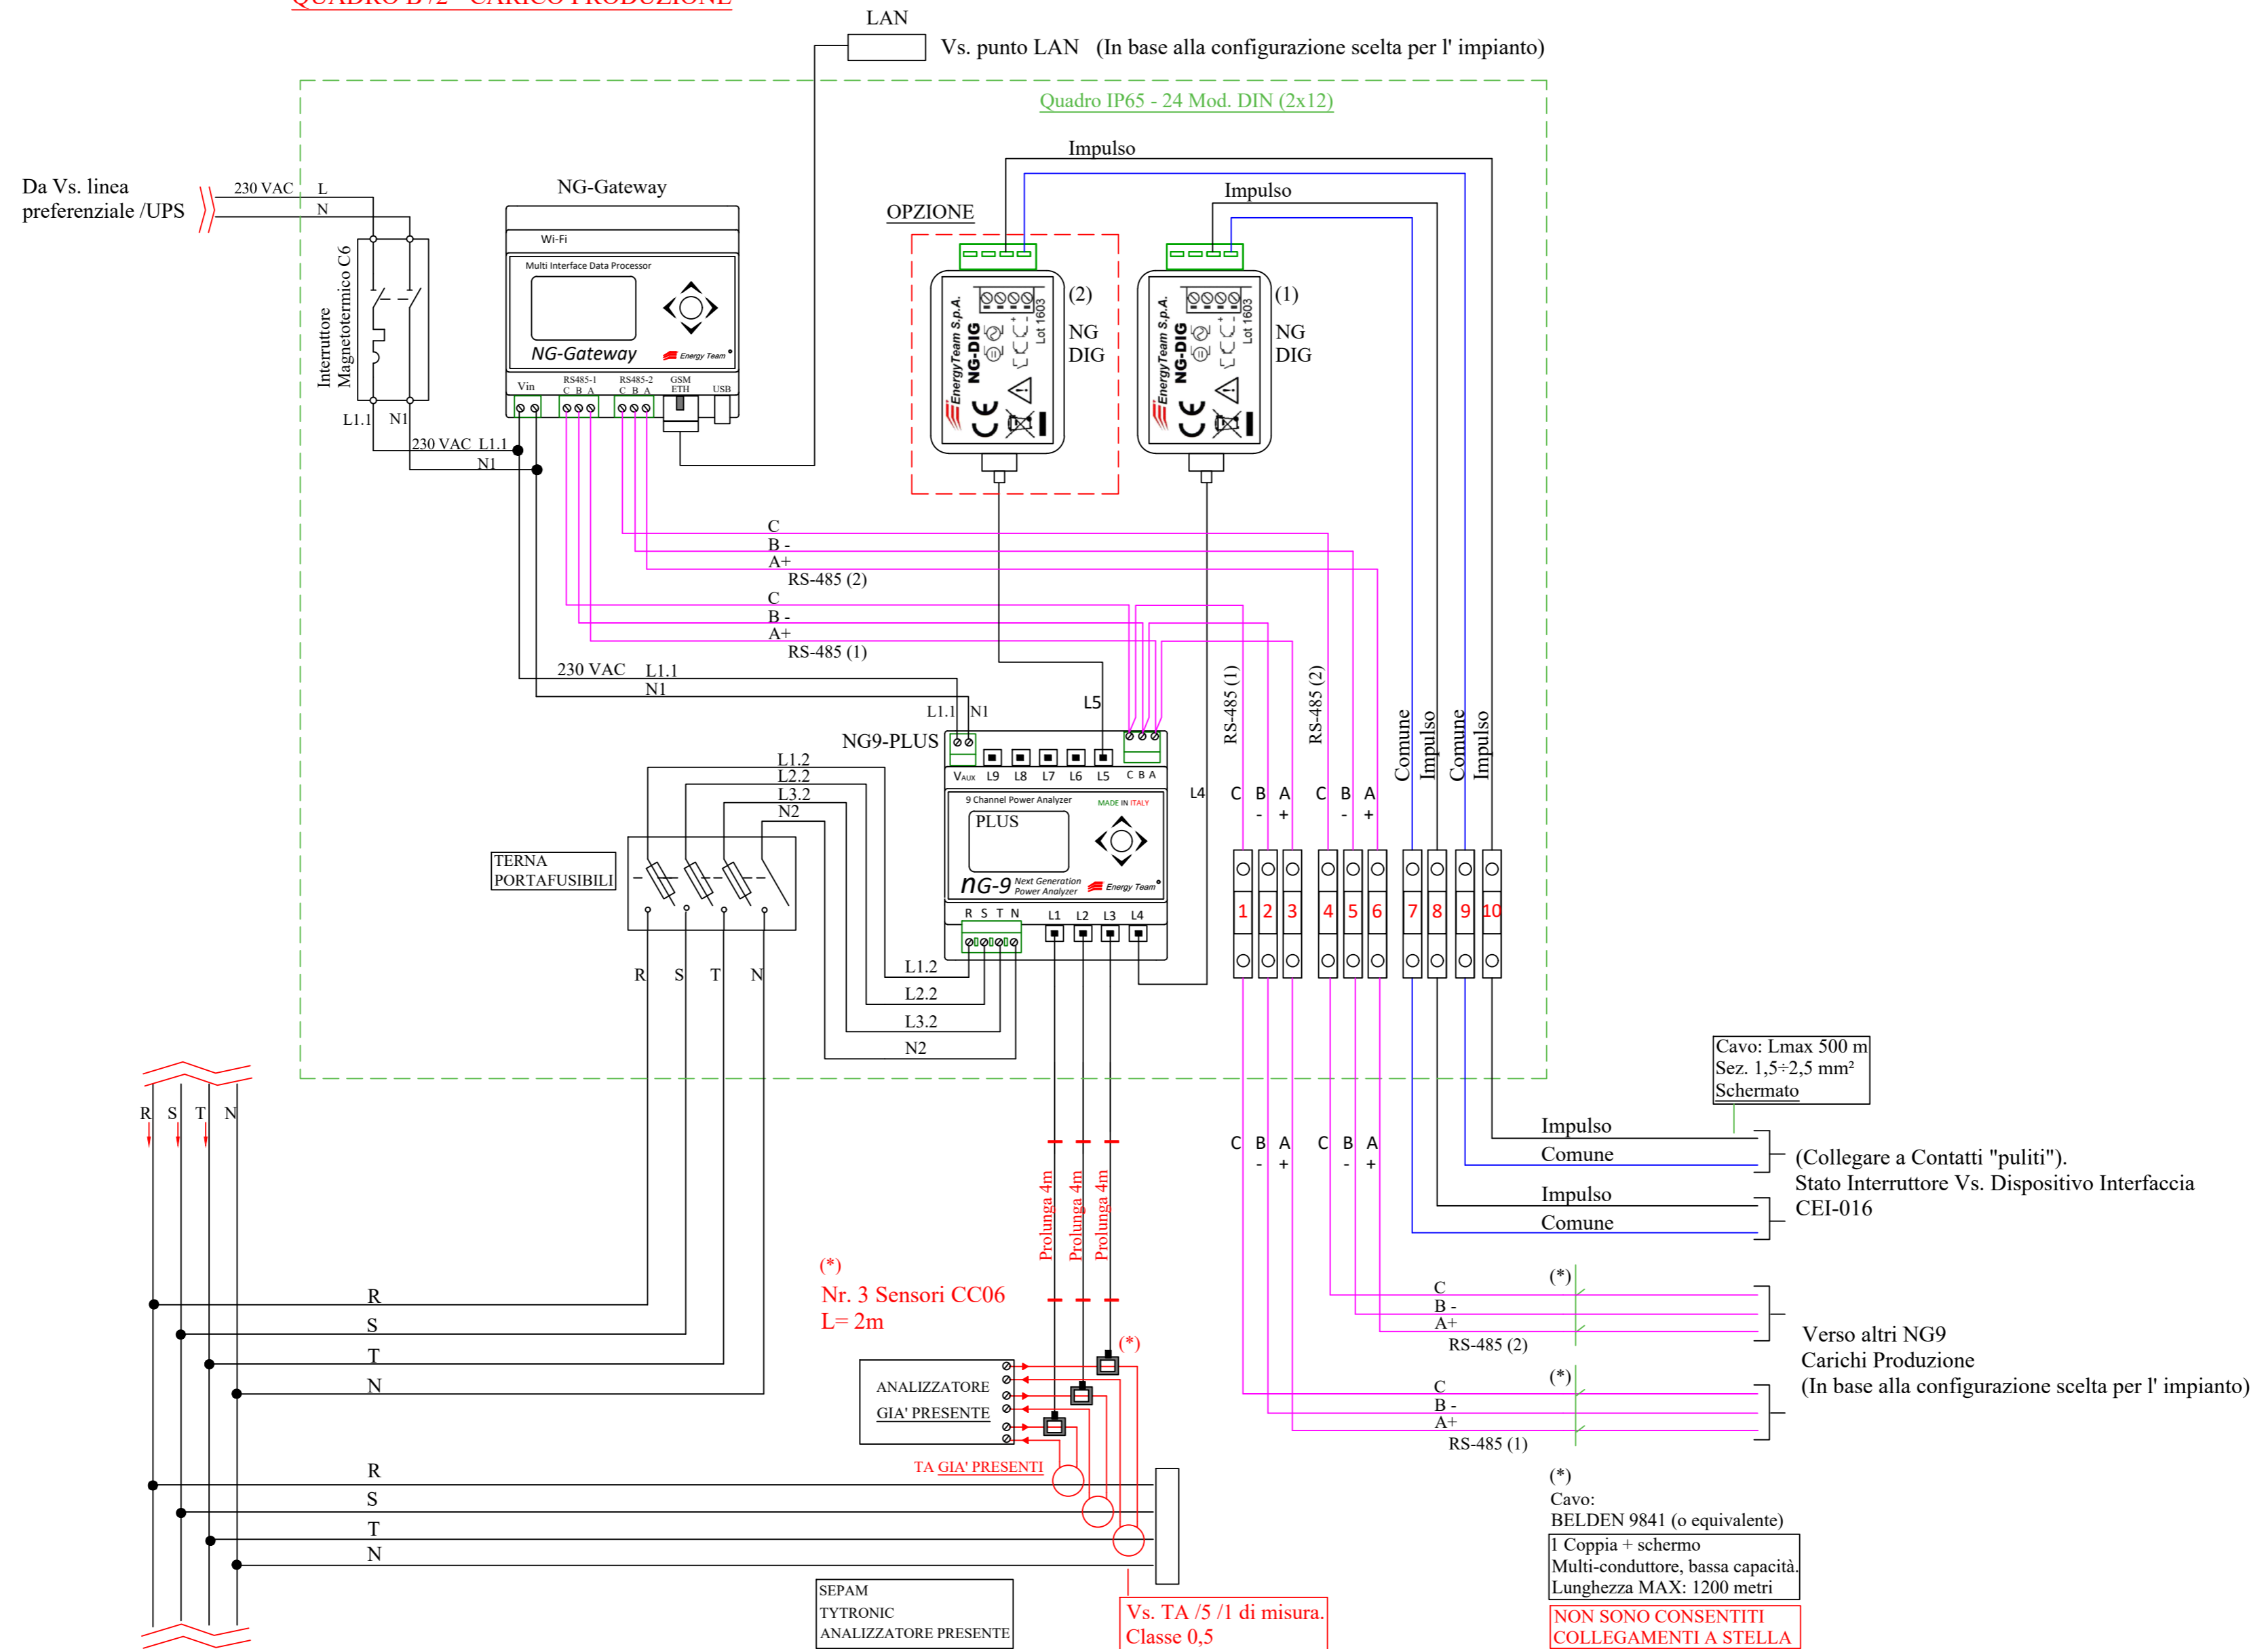 QUADRO B /2 - CARICO PRODUZIONE
LAN
Vs. punto LAN (In base alla configurazione scelta per l' impianto)
Quadro IP65 - 24 Mod. DIN (2x12)
Impulso
Da Vs. linea
preferenziale /UPS
230 VAC
L
N
NG-Gateway
Impulso
OPZIONE
Interruttore
Magnetotermico C6
L1.1
N1
Wi-Fi
Multi Interface Data Processor
NG-Gateway
Energy Team
Vin
RS485-1
C B A
RS485-2
C B A
GSM
ETH
USB
230 VAC L1.1
N1
EnergyTeam S.p.A.
NG-DIG
Lot 1603
CE
(2)
NG
DIG
EnergyTeam S.p.A.
NG-DIG
Lot 1603
CE
(1)
NG
DIG
C
B -
A+
RS-485 (2)
C
B -
A+
RS-485 (1)
230 VAC L1.1
N1
L1.1
N1
L5
L4
NG9-PLUS
VAUX L9 L8 L7 L6 L5 C B A
9 Channel Power Analyzer
MADE IN ITALY
PLUS
nG-9 Next Generation
Power Analyzer
Energy Team
R S T N L1 L2 L3 L4
L1.2
L2.2
L3.2
N2
TERNA
PORTAFUSIBILI
R S T N
L1.2
L2.2
L3.2
N2
RS-485 (1)
RS-485 (2)
Comune
Impulso
Comune
Impulso
C B A C B A
- + - +
1 2 3 4 5 6 7 8 9 10
C B A C B A
- + - +
Cavo: Lmax 500 m
Sez. 1,5÷2,5 mm²
Schermato
Impulso
Comune
Impulso
Comune
(Collegare a Contatti "puliti").
Stato Interruttore Vs. Dispositivo Interfaccia
CEI-016
R S T N
Prolunga 4m
Prolunga 4m
Prolunga 4m
(*)
Nr. 3 Sensori CC06
L= 2m
R
S
T
N
(*)
C
B -
A+
RS-485 (2)
(*)
C
B -
A+
RS-485 (1)
Verso altri NG9
Carichi Produzione
(In base alla configurazione scelta per l' impianto)
(*)
ANALIZZATORE
GIA' PRESENTE
TA GIA' PRESENTI
R
S
T
N
SEPAM
TYTRONIC
ANALIZZATORE PRESENTE
Vs. TA /5 /1 di misura.
Classe 0,5
(*)
Cavo:
BELDEN 9841 (o equivalente)
1 Coppia + schermo
Multi-conduttore, bassa capacità.
Lunghezza MAX: 1200 metri
NON SONO CONSENTITI
COLLEGAMENTI A STELLA